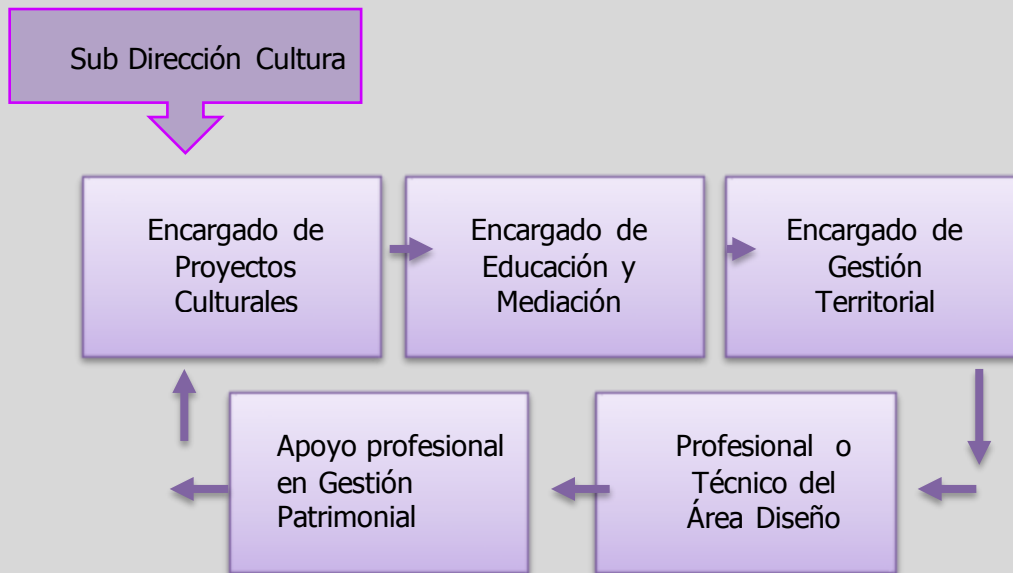 Sub Dirección Cultura
Encargado de
Proyectos
Culturales
Encargado de
Educación y
Mediación
Encargado de
Gestión
Territorial
Apoyo profesional
en Gestión
Patrimonial
Profesional o
Técnico del
Área Diseño